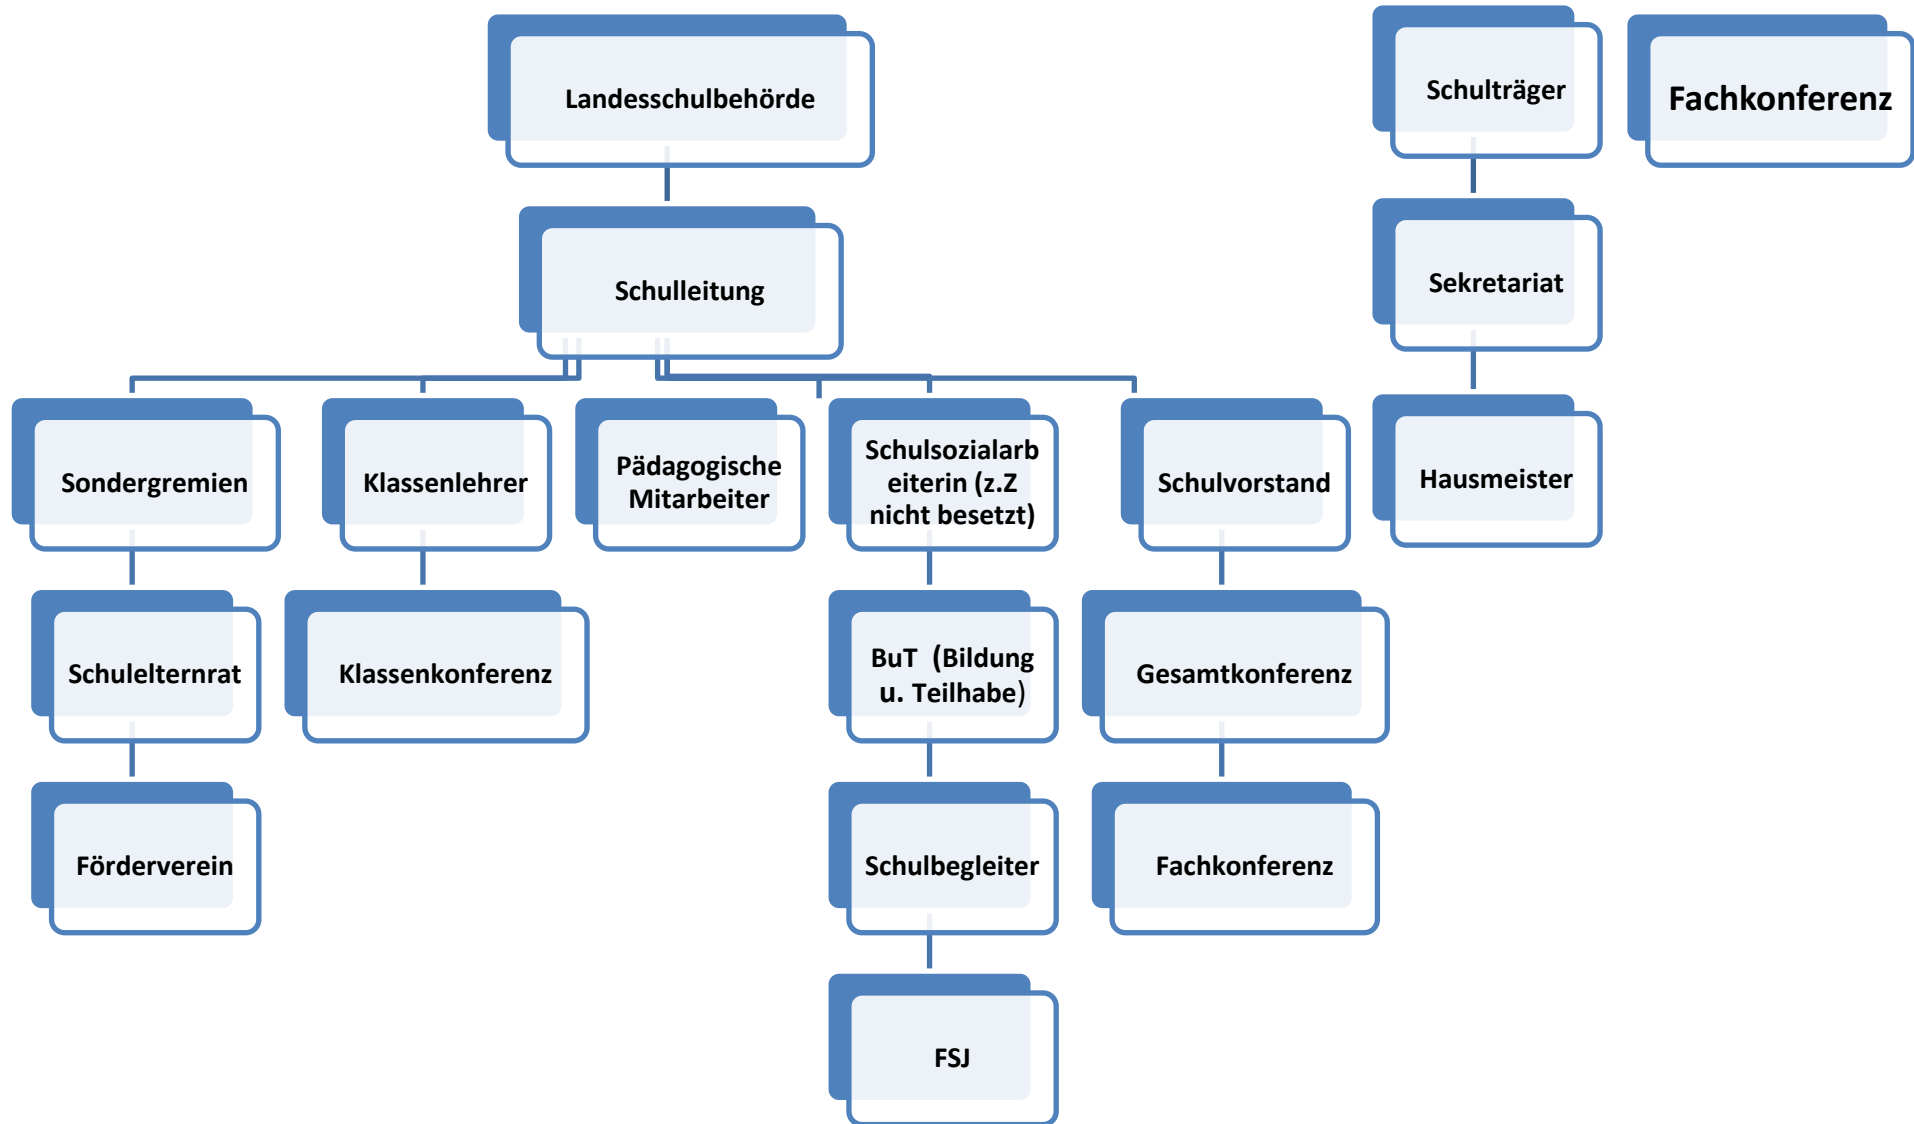 Landesschulbehörde
Schulträger
Fachkonferenz
Schulleitung
Sekretariat
Sondergremien
Klassenlehrer
Pädagogische
Mitarbeiter
Schulsozialarb
eiterin (z.Z
nicht besetzt)
Schulvorstand
Hausmeister
Schulelternrat
Klassenkonferenz
BuT  (Bildung
u. Teilhabe)
Gesamtkonferenz
Förderverein
Schulbegleiter
Fachkonferenz
FSJ